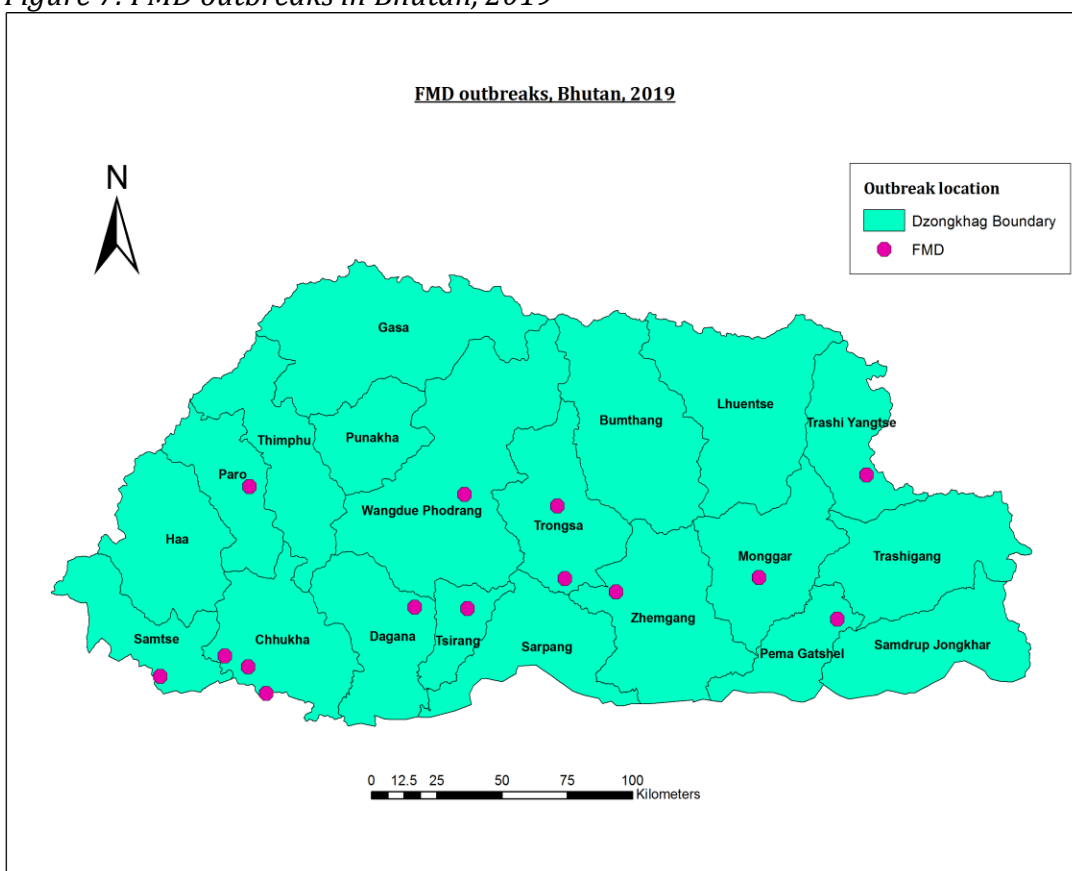 Figure 7: FMD outbreaks in Bhutan, 2019
FMD outbreaks, Bhutan, 2019
N
Outbreak location
Dzongkhag Boundary
FMD
Gasa
Bumthang
Lhuentse
Trashi Yangtse
Thimphu
Punakha
Paro
Wangdue Phodrang
Trongsa
Haa
Monggar
Trashigang
Samtse
Chhukha
Dagana
Tsirang
Sarpang
Zhemgang
Pema Gatshel
Samdrup Jongkhar
0 12.5 25 50 75 100
Kilometers